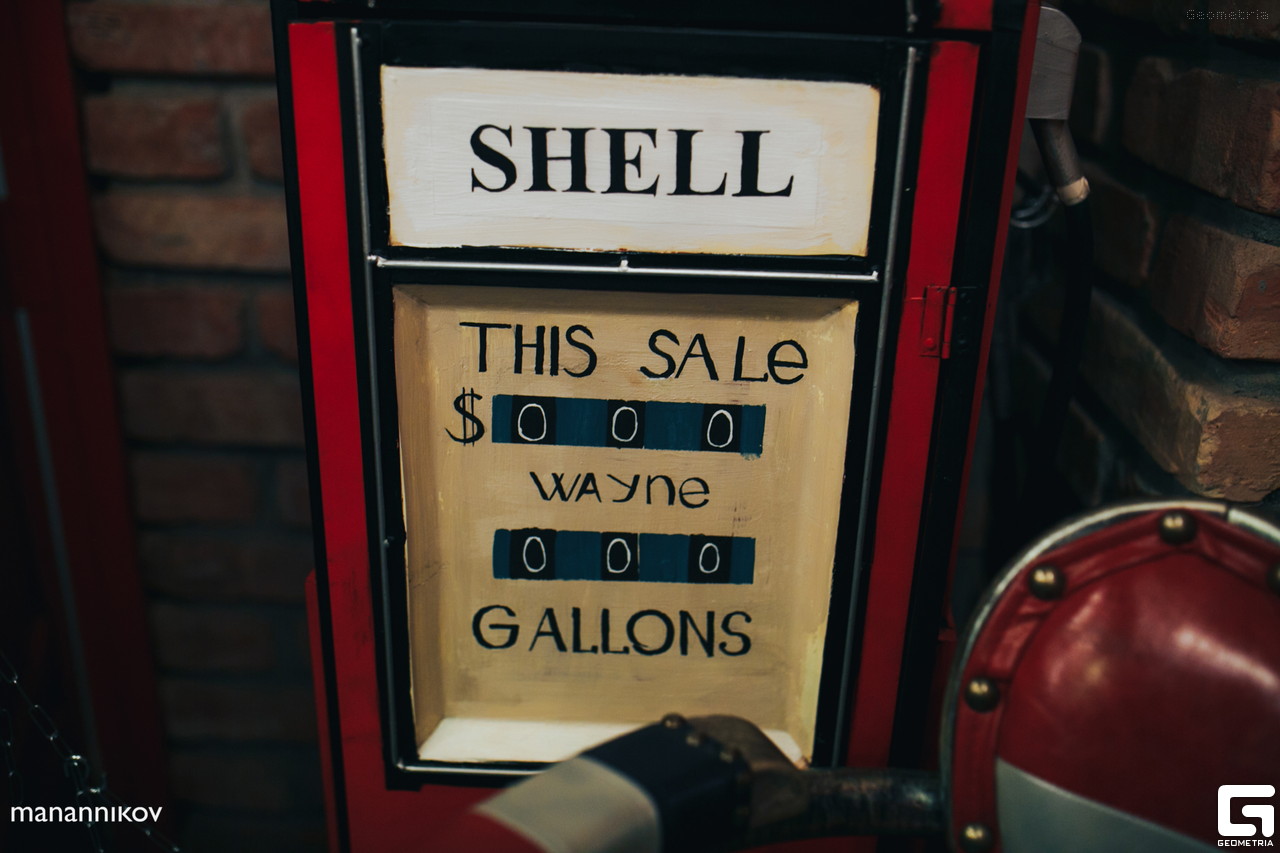 Geometria
SHELL
THIS SALe
$ 0 0 0
WAYne
0 0 0
GALLONS
manannikov
G
GEOMETRIA